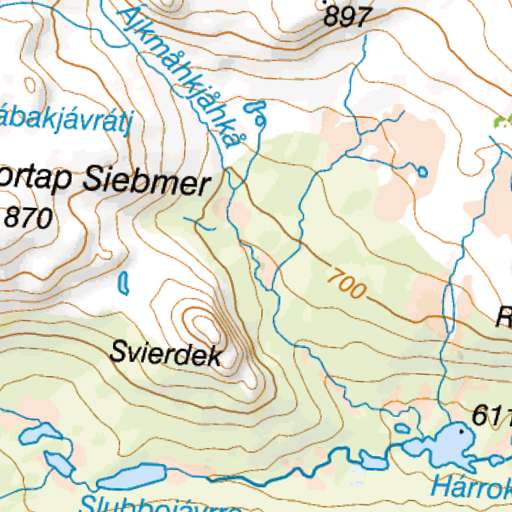 897
Ájkmåhkjåhkå
ábakjávrátj
ortap Siebmer
870
700
R
Svierdek
611
Hárrok
Slubbojávrre